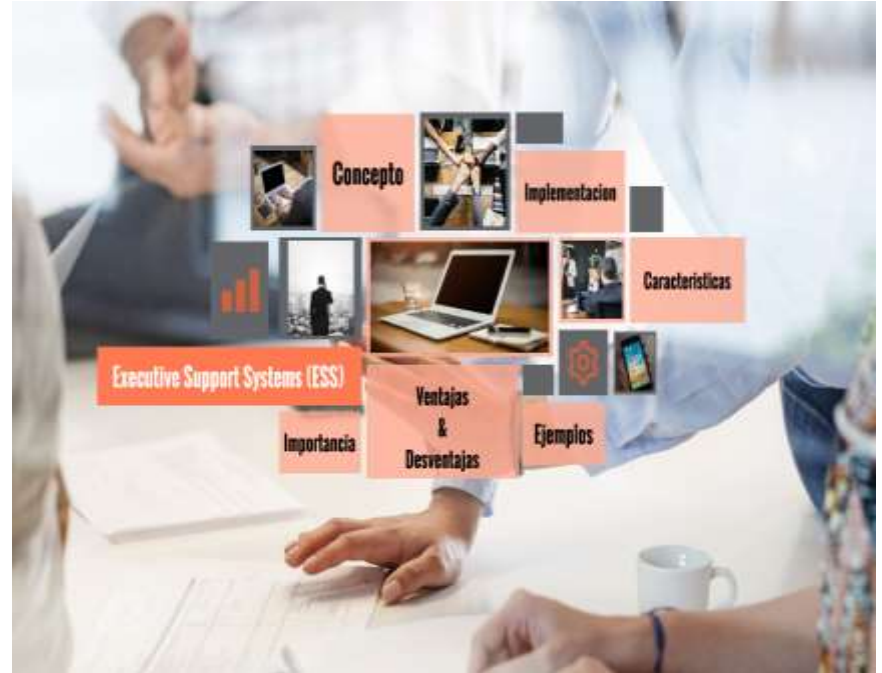 Concepto
Implementacion
Caracteristicas
Executive Support Systems (ESS)
Ventajas
&
Desventajas
Importancia
Ejemplos